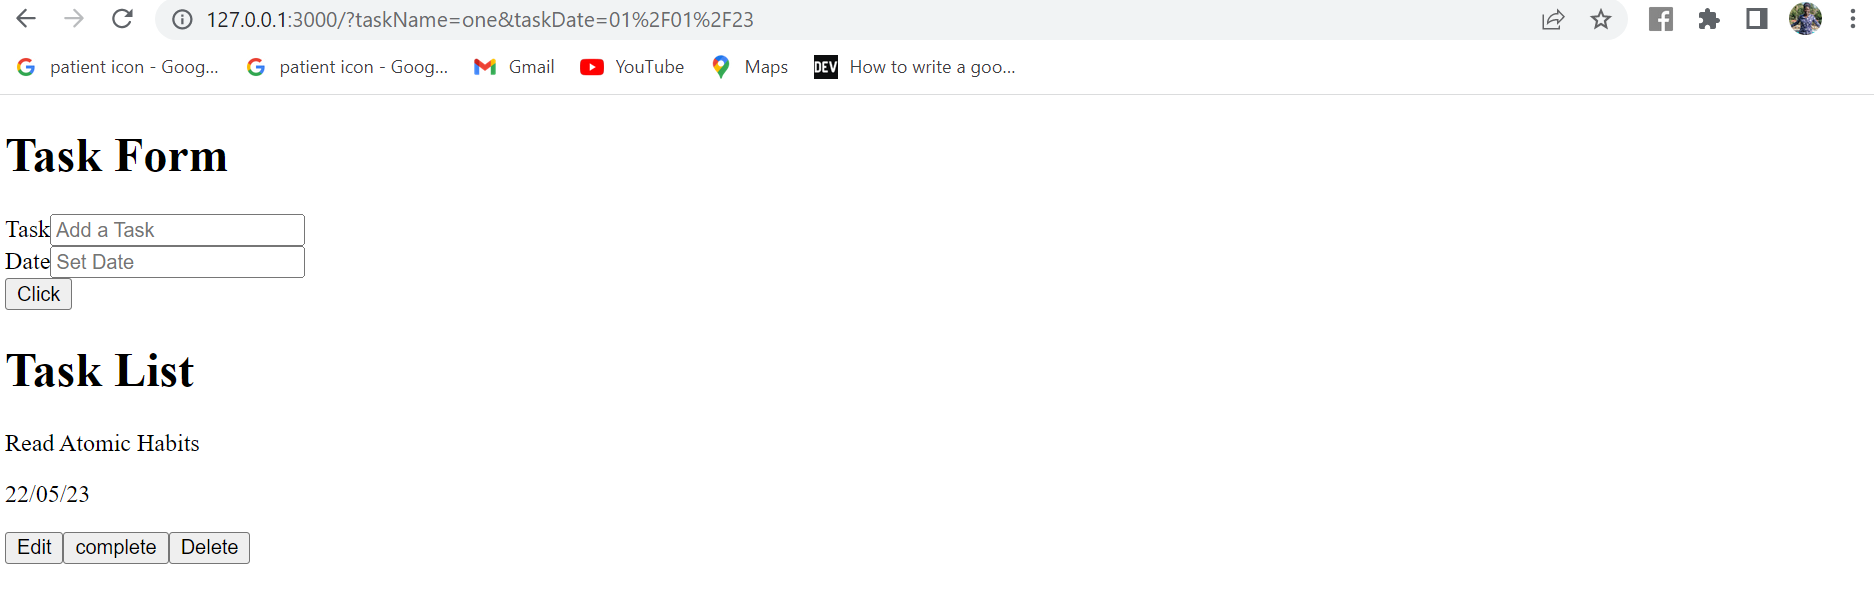 127.0.0.1:3000/?taskName=one&taskDate=01%2F01%2F23
patient icon - Goog... patient icon - Goog... Gmail YouTube Maps DEV How to write a goo...
Task Form
Task Add a Task
Date Set Date
Click
Task List
Read Atomic Habits
22/05/23
Edit complete Delete